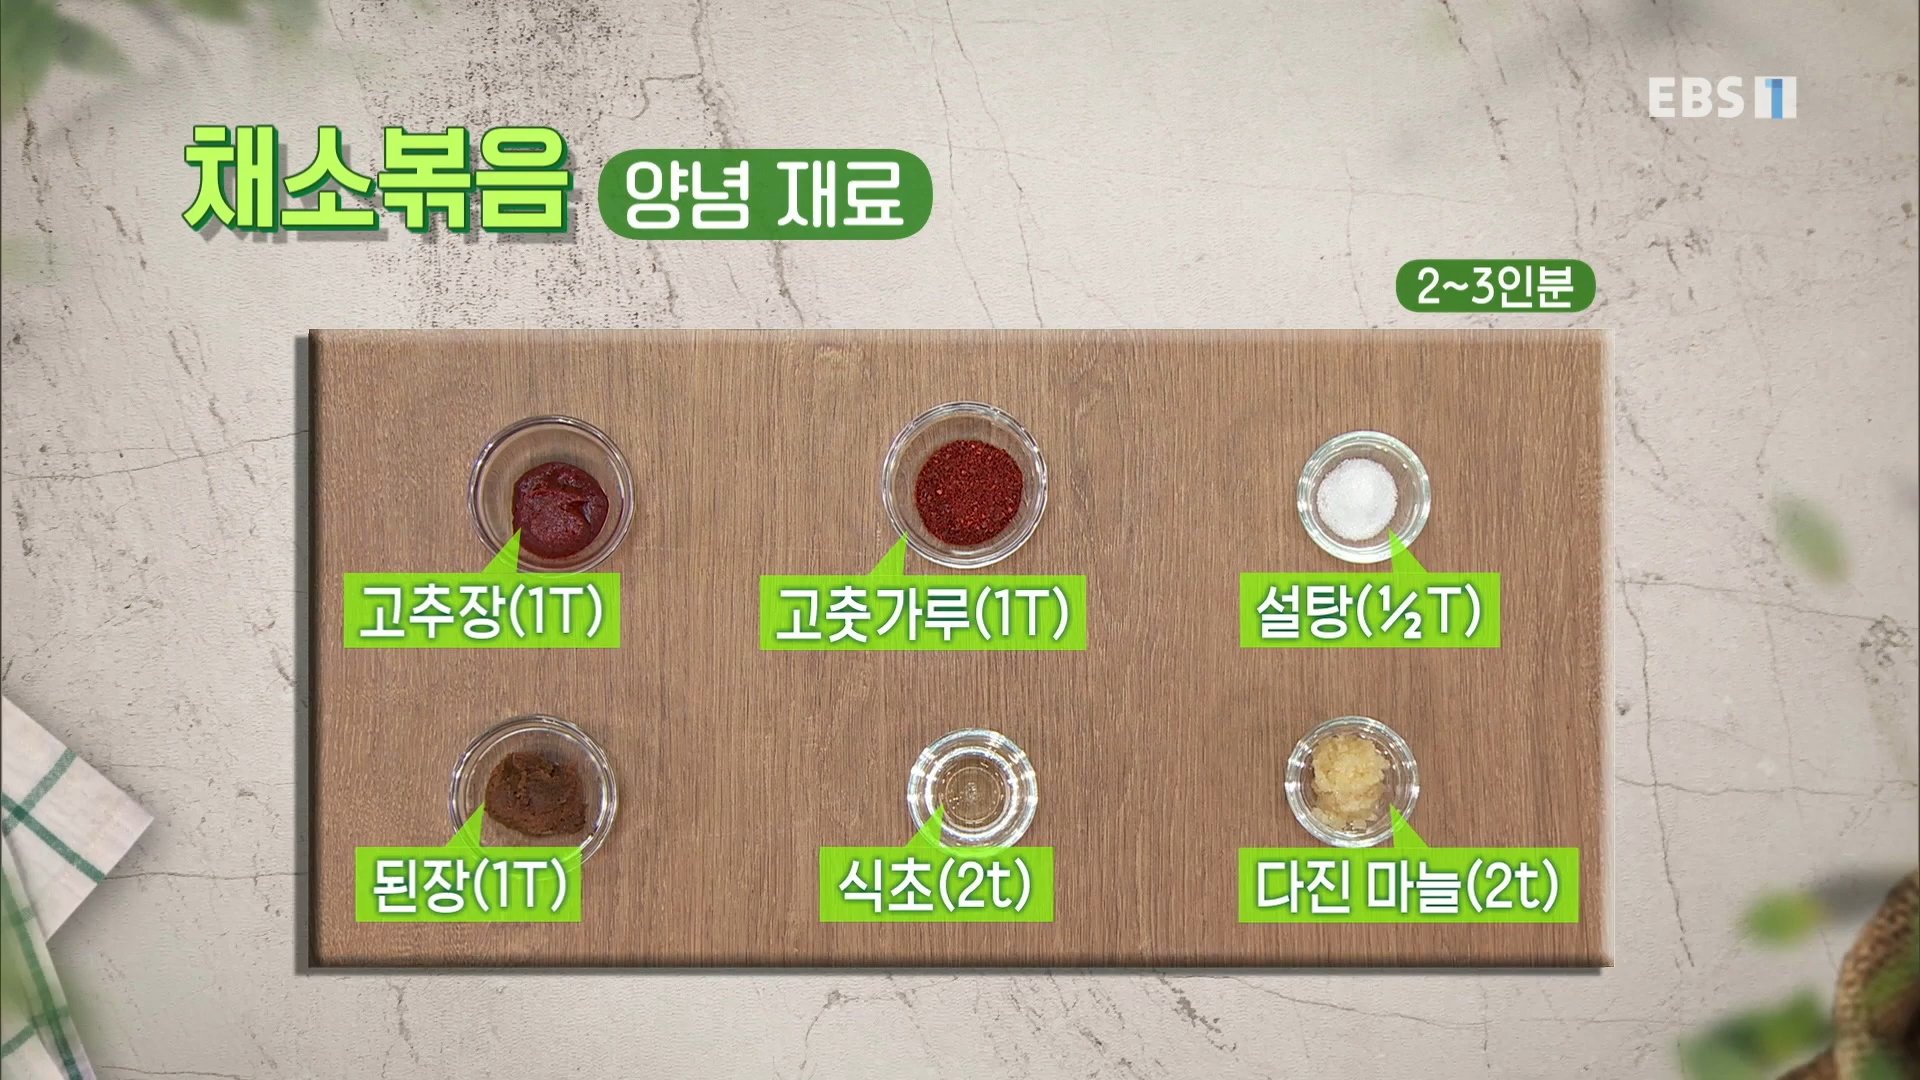 EBS 1
채소볶음 양념 재료
2~3인분
고추장(1T)
고춧가루(1T)
설탕(½T)
된장(1T)
식초(2t)
다진 마늘(2t)